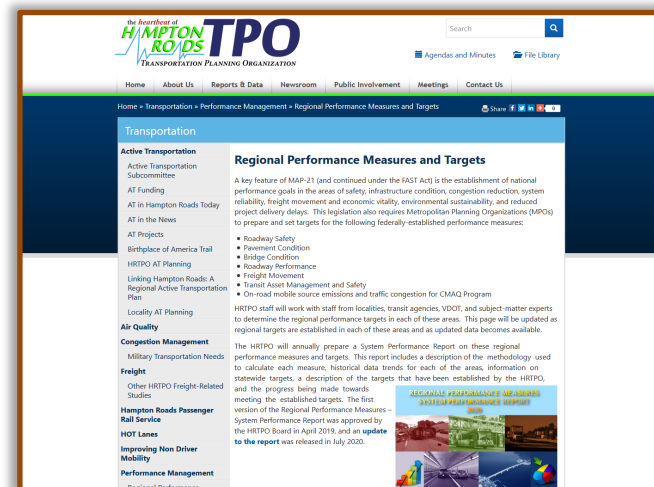 the heartbeat of
HAMPTON
ROADS
TPO
TRANSPORTATION PLANNING ORGANIZATION
Search
Agendas and Minutes
File Library
Home
About Us
Reports & Data
Newsroom
Public Involvement
Meetings
Contact Us
Home » Transportation » Performance Management » Regional Performance Measures and Targets
Share
0
Transportation
Active Transportation
Active Transportation
Subcommittee
AT Funding
AT in Hampton Roads Today
AT in the News
AT Projects
Birthplace of America Trail
HRTPO AT Planning
Linking Hampton Roads: A
Regional Active Transportation
Plan
Locality AT Planning
Air Quality
Congestion Management
Military Transportation Needs
Freight
Other HRTPO Freight-Related
Studies
Hampton Roads Passenger
Rail Service
HOT Lanes
Improving Non Driver
Mobility
Performance Management
Regional Performance
Regional Performance Measures and Targets
A key feature of MAP-21 (and continued under the FAST Act) is the establishment of national
performance goals in the areas of safety, infrastructure condition, congestion reduction, system
reliability, freight movement and economic vitality, environmental sustainability, and reduced
project delivery delays. This legislation also requires Metropolitan Planning Organizations (MPOs)
to prepare and set targets for the following federally-established performance measures:
• Roadway Safety
• Pavement Condition
• Bridge Condition
• Roadway Performance
• Freight Movement
• Transit Asset Management and Safety
• On-road mobile source emissions and traffic congestion for CMAQ Program
HRTPO staff will work with staff from localities, transit agencies, VDOT, and subject-matter experts
to determine the regional performance targets in each of these areas. This page will be updated as
regional targets are established in each of these areas and as updated data becomes available.
The HRTPO will annually prepare a System Performance Report on these regional
performance measures and targets. This report includes a description of the methodology used
to calculate each measure, historical data trends for each of the areas, information on
statewide targets, a description of the targets that have been established by the HRTPO,
and the progress being made towards
meeting the established targets. The first
version of the Regional Performance Measures –
System Performance Report was approved by
the HRTPO Board in April 2019, and an update
to the report was released in July 2020.
REGIONAL PERFORMANCE MEASURES
SYSTEM PERFORMANCE REPORT
2020